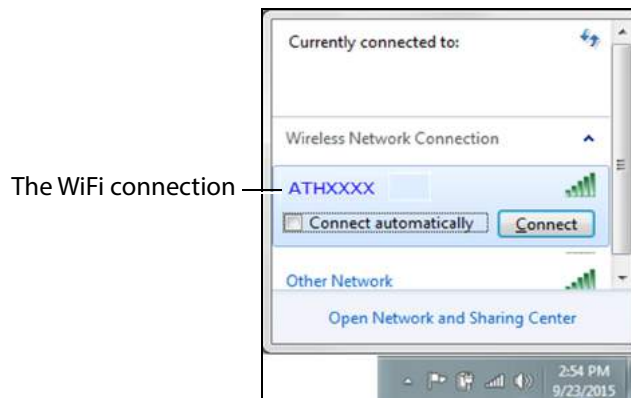 Currently connected to:
Wireless Network Connection
The WiFi connection
ATHXXXX
Connect automatically
Connect
Other Network
Open Network and Sharing Center
2:54 PM
9/23/2015